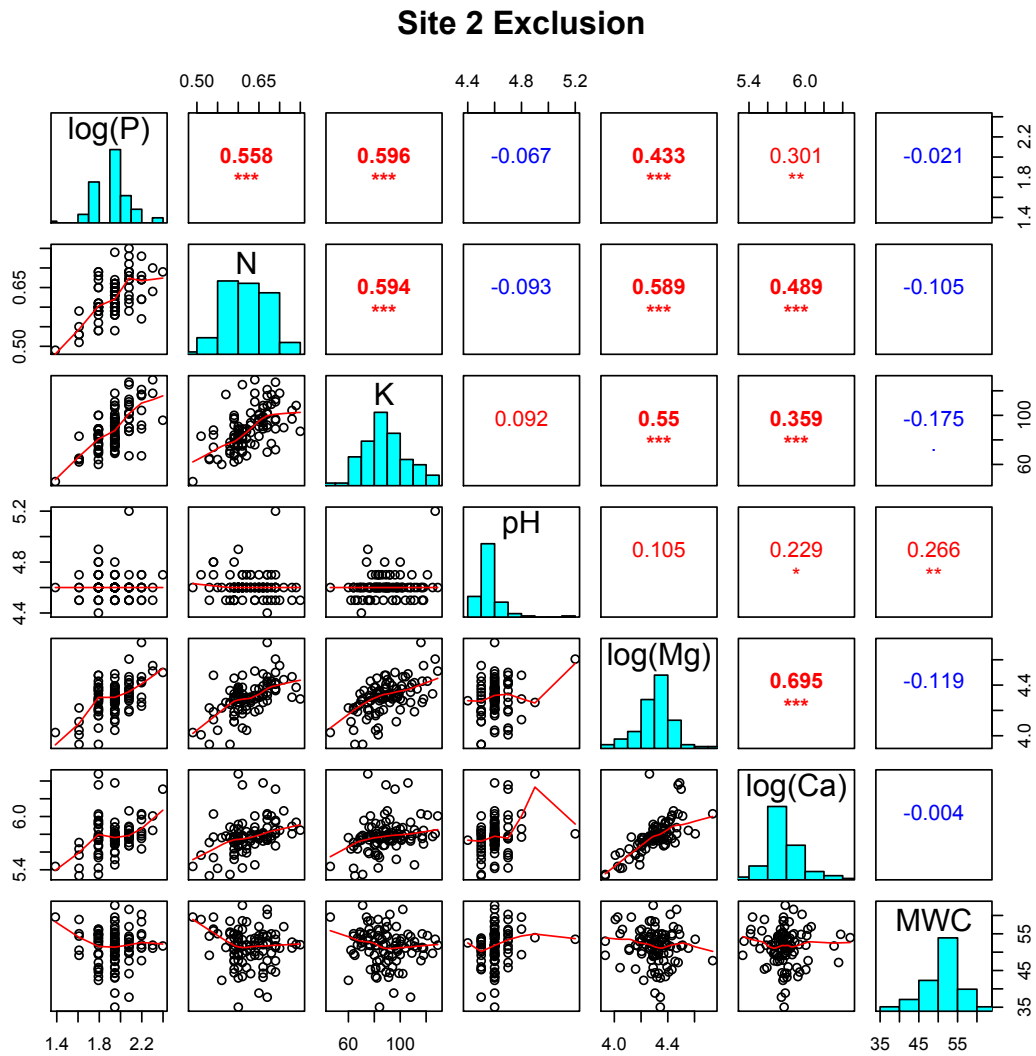 Site 2 Exclusion
0.50 0.65 4.4 4.8 5.2 5.4 6.0
log(P) 0.558 0.596 -0.067 0.433 0.301 -0.021
*** *** *** **
1.4 1.8 2.2
N 0.594 -0.093 0.589 0.489 -0.105
*** *** ***
0.50 0.65
K 0.092 0.55 0.359 -0.175
*** *** .
60 100
pH 0.105 0.229 0.266
* **
4.4 4.8 5.2
log(Mg) 0.695 -0.119
***
4.0 4.4
log(Ca) -0.004
5.4 6.0
MWC
35 45 55
1.4 1.8 2.2 60 100 4.0 4.4 35 45 55